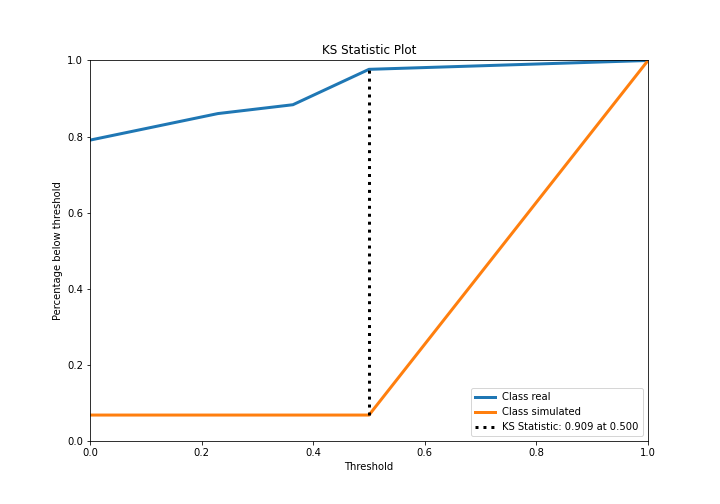 KS Statistic Plot
1.0
0.8
0.6
0.4
0.2
0.0
Percentage below threshold
0.0 0.2 0.4 0.6 0.8 1.0
Threshold
Class real
Class simulated
KS Statistic: 0.909 at 0.500